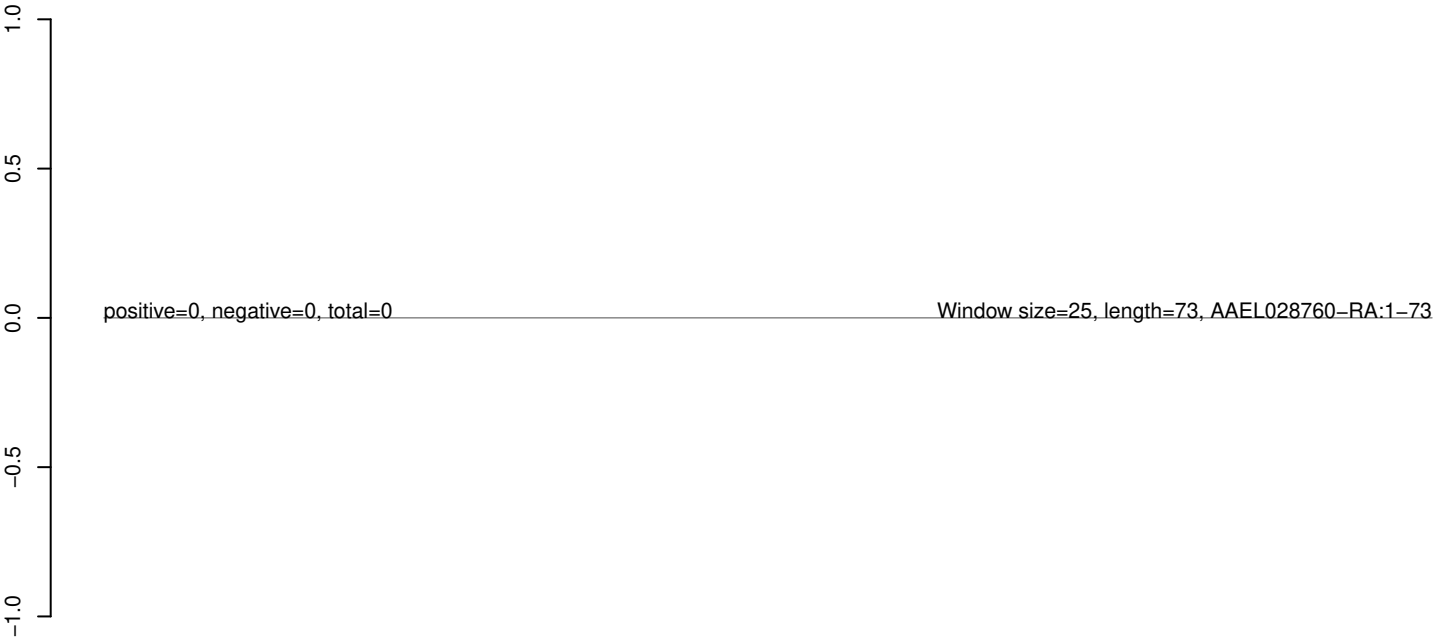 1.0
0.5
0.0
−0.5
−1.0
positive=0, negative=0, total=0
Window size=25, length=73, AAEL028760−RA:1−73